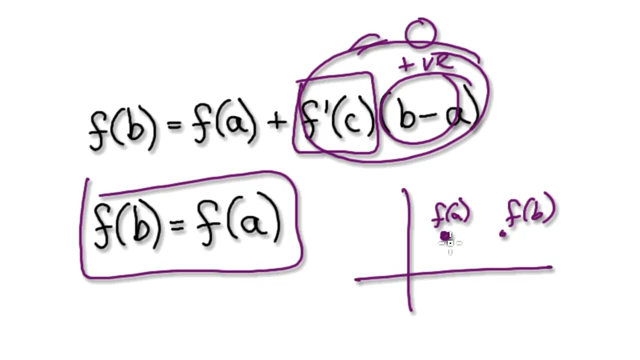 +ve
f(b) = f(a) + f'(c)(b-a)
f(b) = f(a)
f(a) f(b)